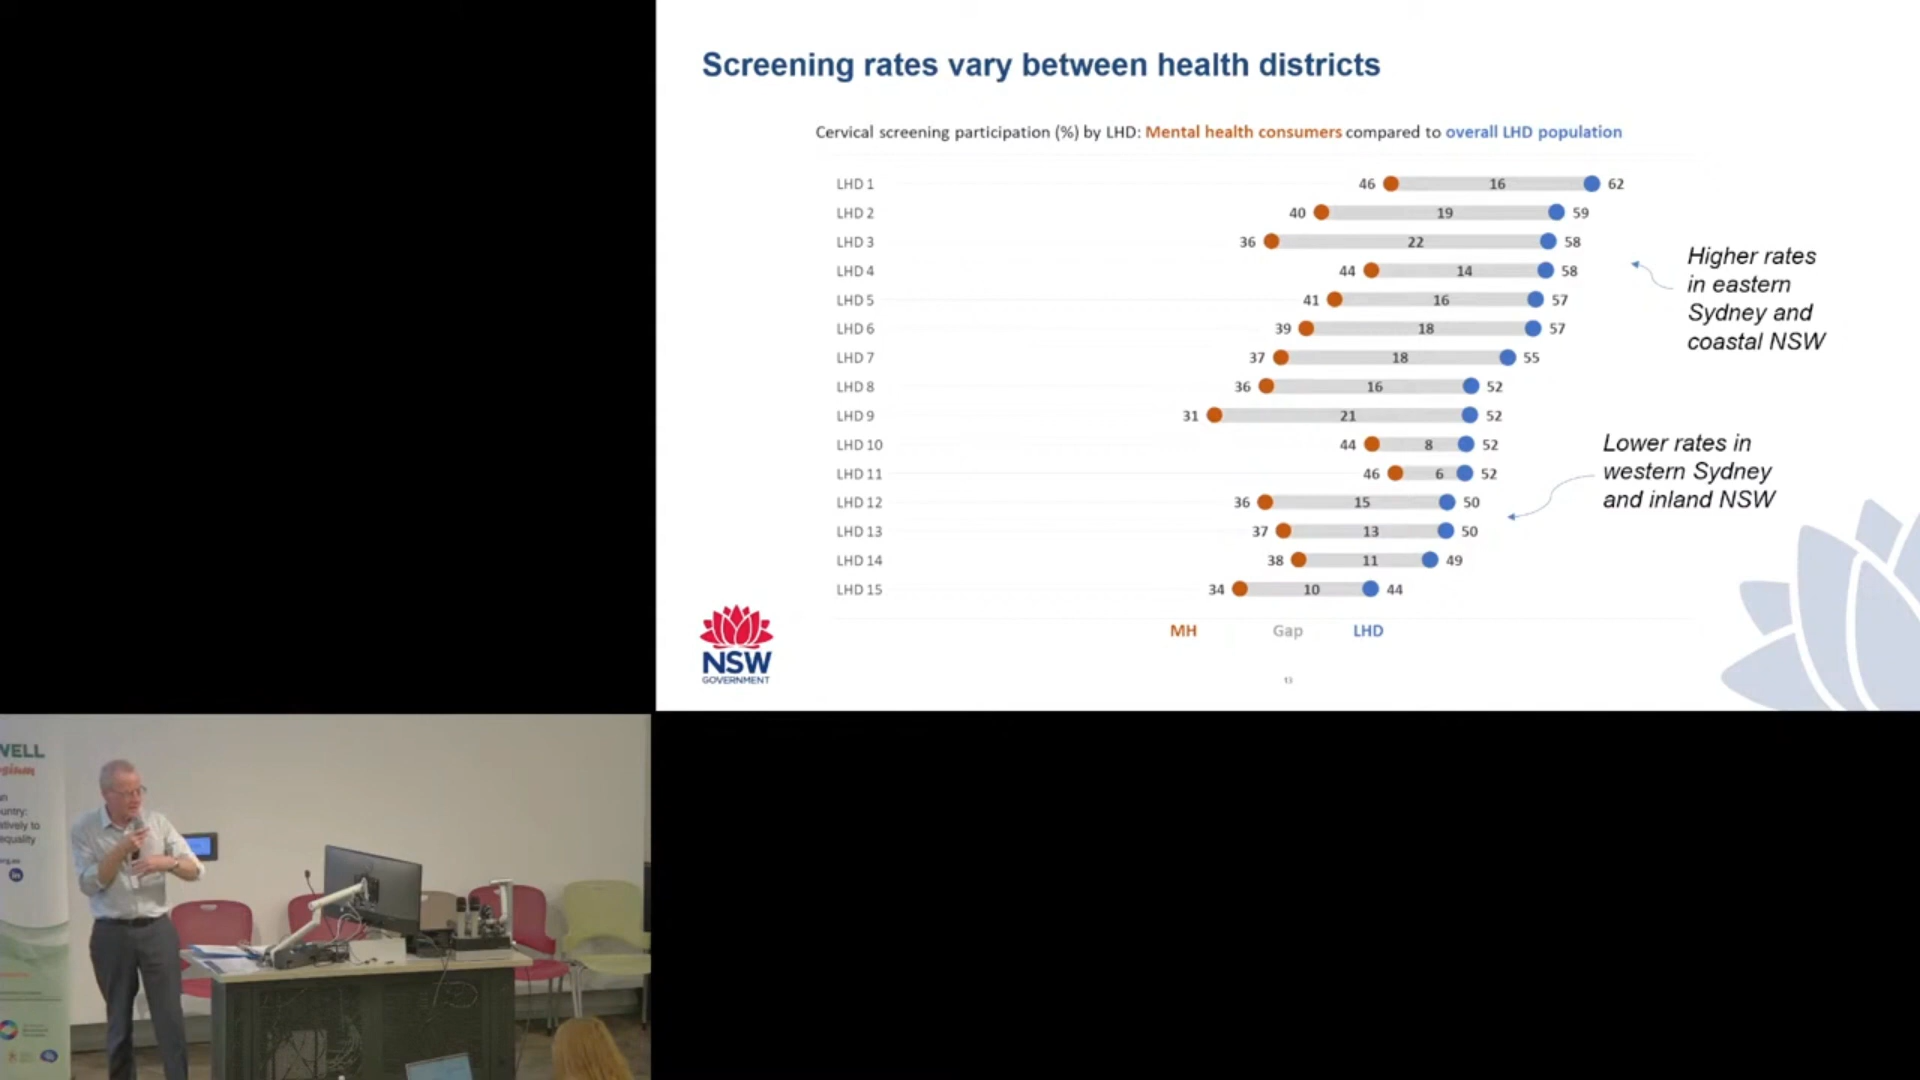 Screening rates vary between health districts
Cervical screening participation (%) by LHD: Mental health consumers compared to overall LHD population
LHD 1 46 16 62
LHD 2 40 19 59
LHD 3 36 22 58
LHD 4 44 14 58
LHD 5 41 16 57
LHD 6 39 18 57
LHD 7 37 18 55
LHD 8 36 16 52
LHD 9 31 21 52
LHD 10 44 8 52
LHD 11 46 6 52
LHD 12 36 15 50
LHD 13 37 13 50
LHD 14 38 11 49
LHD 15 34 10 44
MH Gap LHD
Higher rates
in eastern
Sydney and
coastal NSW
Lower rates in
western Sydney
and inland NSW
NSW
GOVERNMENT
13
WELL
untry:
atively to
equality
in